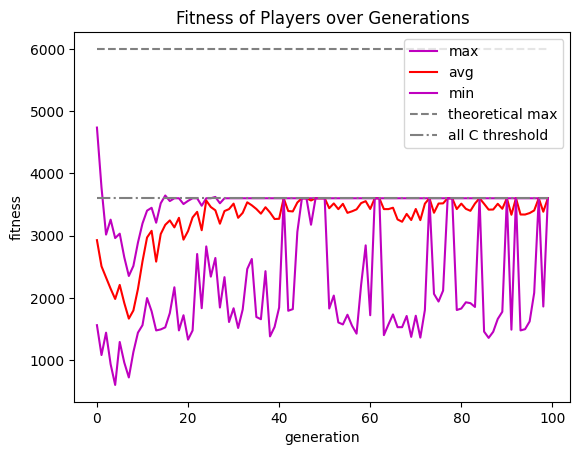 Fitness of Players over Generations
6000
5000
4000
3000
2000
1000
fitness
max
avg
min
theoretical max
all C threshold
0
20
40
60
80
100
generation